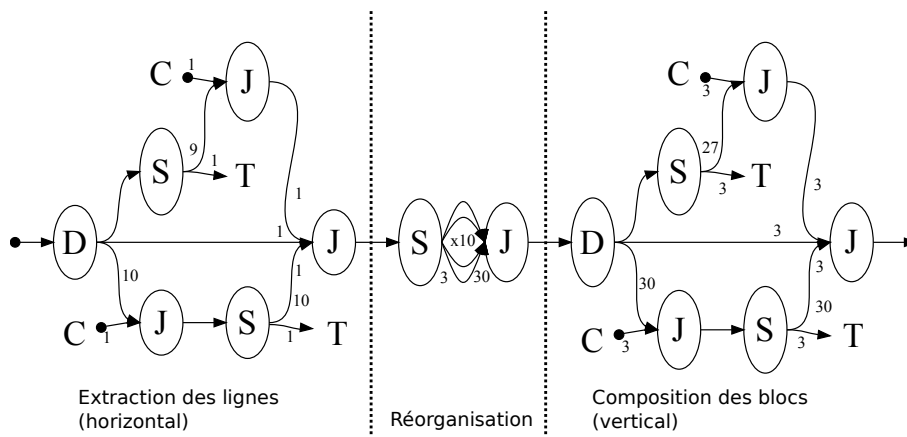 C 1 J
9 1
S T
1
D 1 J
10 1
10
C 1 J S 1 T
Extraction des lignes
(horizontal)
S x10 J
3 30
Réorganisation
C 3 J
27
S 3 T
3
D 3 J
30 3
30
C 3 J S 3 T
Composition des blocs
(vertical)